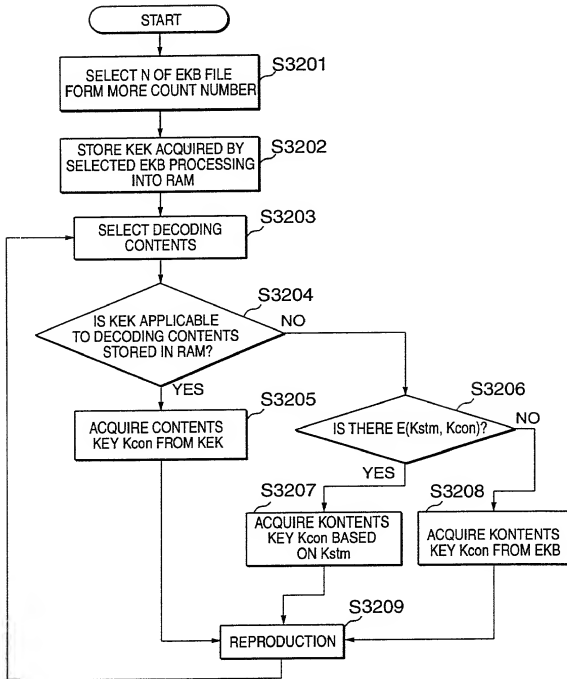 START
S3201
SELECT N OF EKB FILE
FORM MORE COUNT NUMBER
S3202
STORE KEK ACQUIRED BY
SELECTED EKB PROCESSING
INTO RAM
S3203
SELECT DECODING
CONTENTS
S3204
IS KEK APPLICABLE
TO DECODING CONTENTS
STORED IN RAM?
NO
YES
S3205
ACQUIRE CONTENTS
KEY Kcon FROM KEK
S3206
IS THERE E(Kstm, Kcon)?
NO
YES
S3207
ACQUIRE KONTENTS
KEY Kcon BASED
ON Kstm
S3208
ACQUIRE KONTENTS
KEY Kcon FROM EKB
S3209
REPRODUCTION